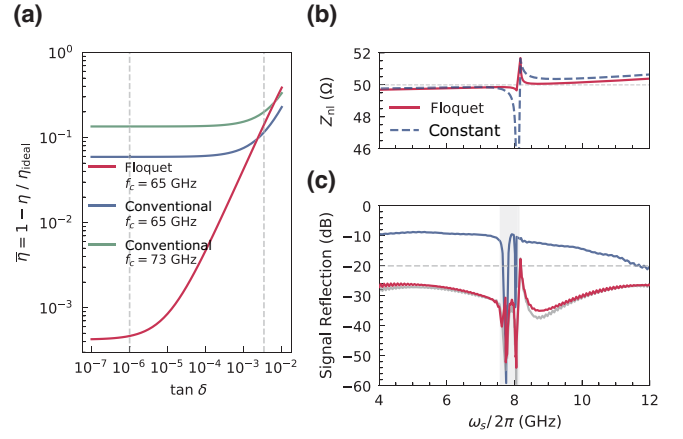 (a)
10⁰
10⁻¹
10⁻²
10⁻³
η̅ = 1 − η / η_ideal
Floquet
f_c = 65 GHz
Conventional
f_c = 65 GHz
Conventional
f_c = 73 GHz
10⁻⁷ 10⁻⁶ 10⁻⁵ 10⁻⁴ 10⁻³ 10⁻²
tan δ
(b)
52
50
48
46
Z_nl (Ω)
Floquet
Constant
(c)
0
−10
−20
−30
−40
−50
−60
Signal Reflection (dB)
4 6 8 10 12
ω_s/2π (GHz)